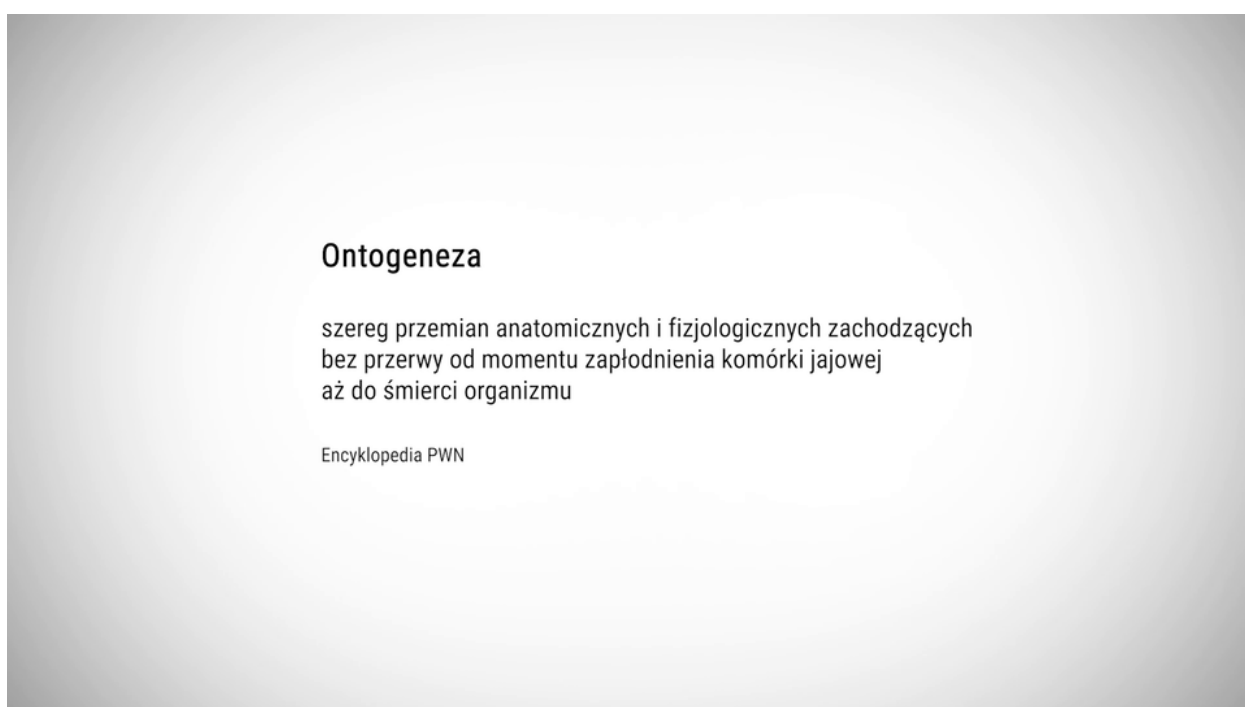 Ontogeneza
szereg przemian anatomicznych i fizjologicznych zachodzących
bez przerwy od momentu zapłodnienia komórki jajowej
aż do śmierci organizmu
Encyklopedia PWN